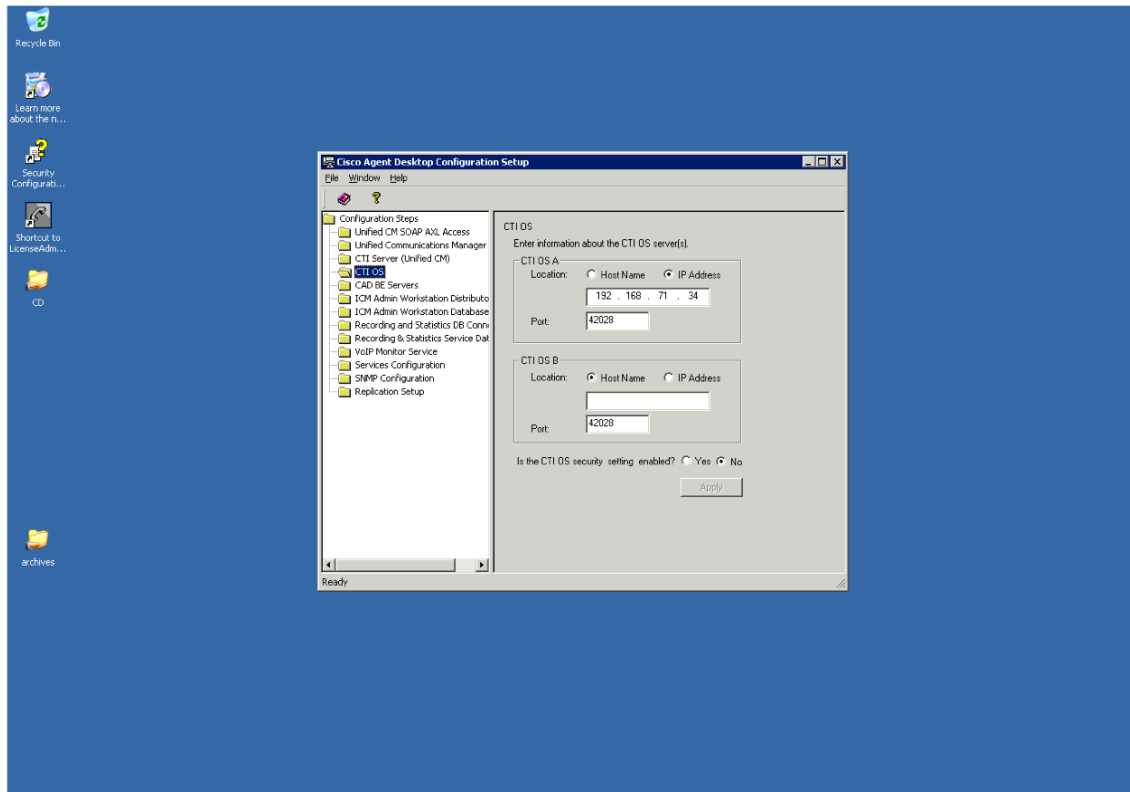 Recycle Bin
Learn more
about the n...
Security
Configurati...
Shortcut to
LicenseAdm...
CD
archives
Cisco Agent Desktop Configuration Setup
File Window Help
Configuration Steps
Unified CM SOAP AXL Access
Unified Communications Manager
CTI Server (Unified CM)
CTI OS
CAD BE Servers
ICM Admin Workstation Distributo
ICM Admin Workstation Database
Recording and Statistics DB Conn
Recording & Statistics Service Dat
VoIP Monitor Service
Services Configuration
SNMP Configuration
Replication Setup
CTI OS
Enter information about the CTI OS server(s).
CTI OS A
Location: Host Name IP Address
192 . 168 . 71 . 34
Port: 42028
CTI OS B
Location: Host Name IP Address
Port: 42028
Is the CTI OS security setting enabled? Yes No
Apply
Ready